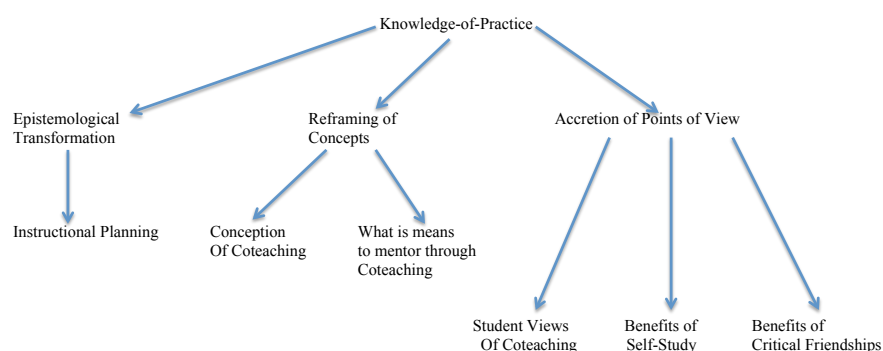 Knowledge-of-Practice
Epistemological
Transformation
Reframing of
Concepts
Accretion of Points of View
Instructional Planning
Conception
Of Coteaching
What is means
to mentor through
Coteaching
Student Views
Of Coteaching
Benefits of
Self-Study
Benefits of
Critical Friendships